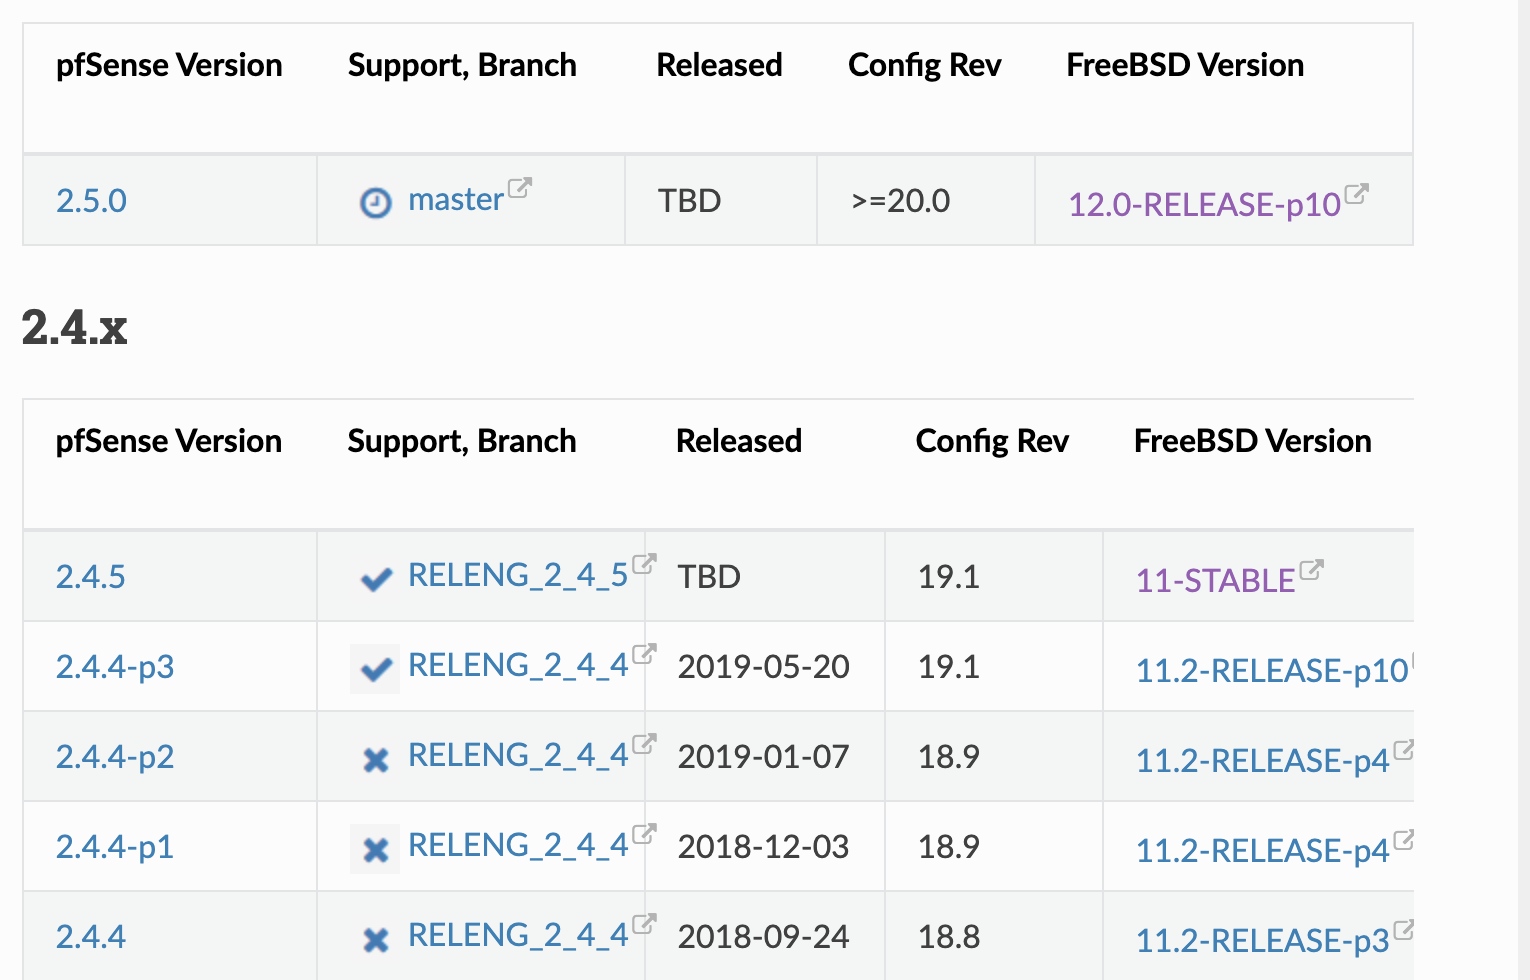 pfSense Version Support, Branch Released Config Rev FreeBSD Version
2.5.0 master TBD >=20.0 12.0-RELEASE-p10
2.4.x
pfSense Version Support, Branch Released Config Rev FreeBSD Version
2.4.5 RELENG_2_4_5 TBD 19.1 11-STABLE
2.4.4-p3 RELENG_2_4_4 2019-05-20 19.1 11.2-RELEASE-p10
2.4.4-p2 RELENG_2_4_4 2019-01-07 18.9 11.2-RELEASE-p4
2.4.4-p1 RELENG_2_4_4 2018-12-03 18.9 11.2-RELEASE-p4
2.4.4 RELENG_2_4_4 2018-09-24 18.8 11.2-RELEASE-p3